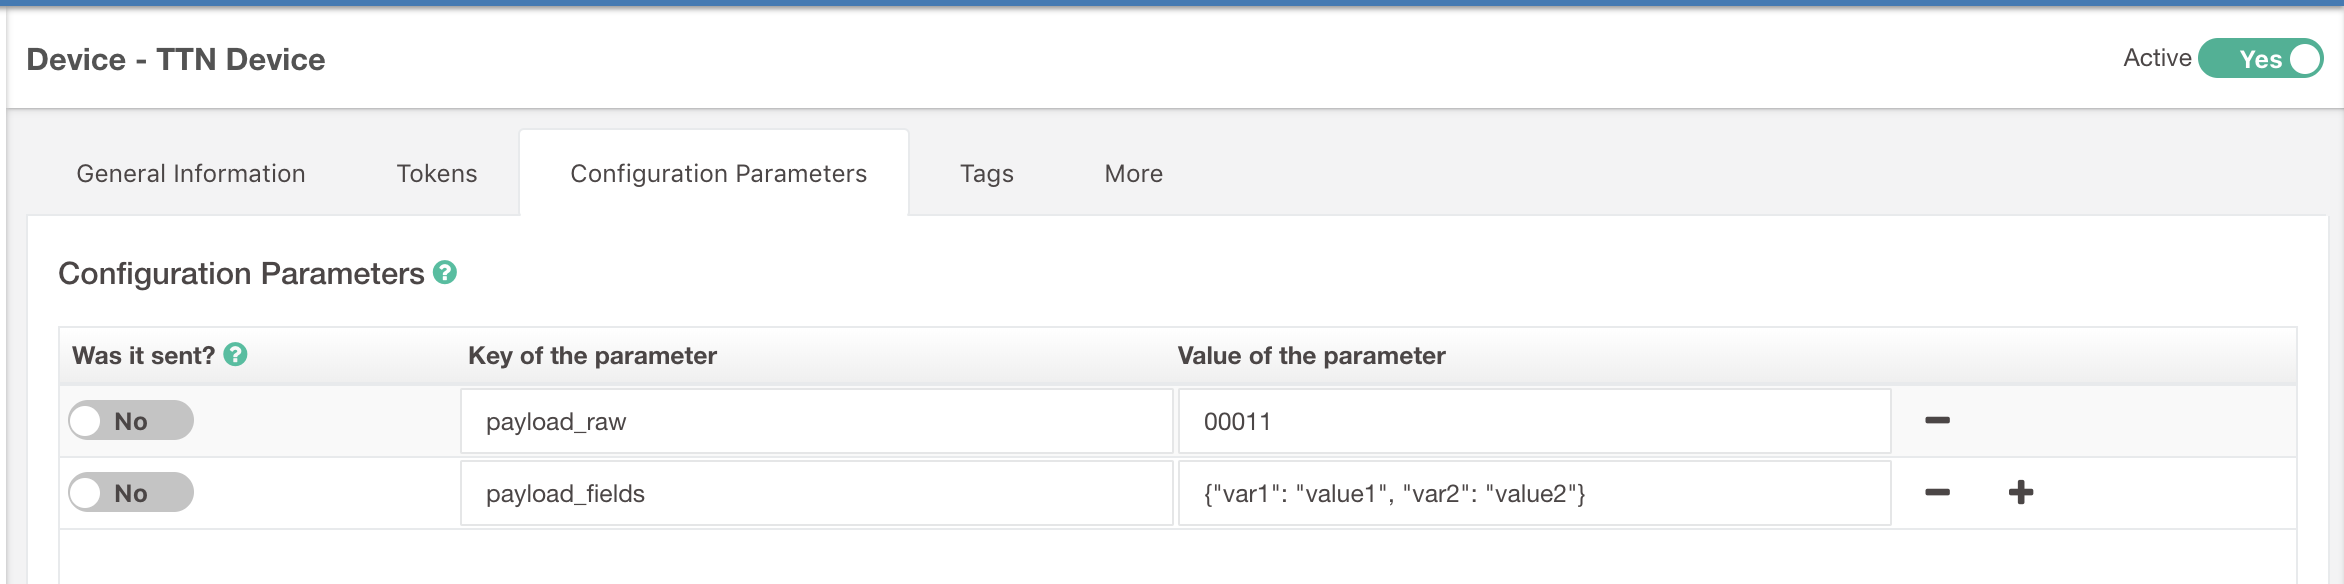 Device - TTN Device
Active Yes
General Information Tokens Configuration Parameters Tags More
Configuration Parameters ?
Was it sent? ? Key of the parameter Value of the parameter
No payload_raw 00011
No payload_fields {"var1": "value1", "var2": "value2"}